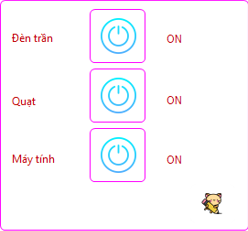 Đèn trần ON
Quạt ON
Máy tính ON